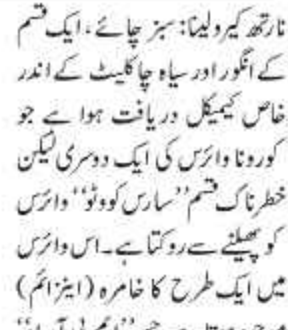 نارتھ کیرولینا: سبز چائے، ایک قسم
کے انگور اور سیاہ چاکلیٹ کے اندر
خاص کیمیکل دریافت ہوا ہے جو
کورونا وائرس کی ایک دوسری لیکن
خطرناک قسم ’’سارس کووٹو‘‘ وائرس
کو پھیلنے سے روکتا ہے۔ اس وائرس
میں ایک طرح کا خامرہ (اینزائم)